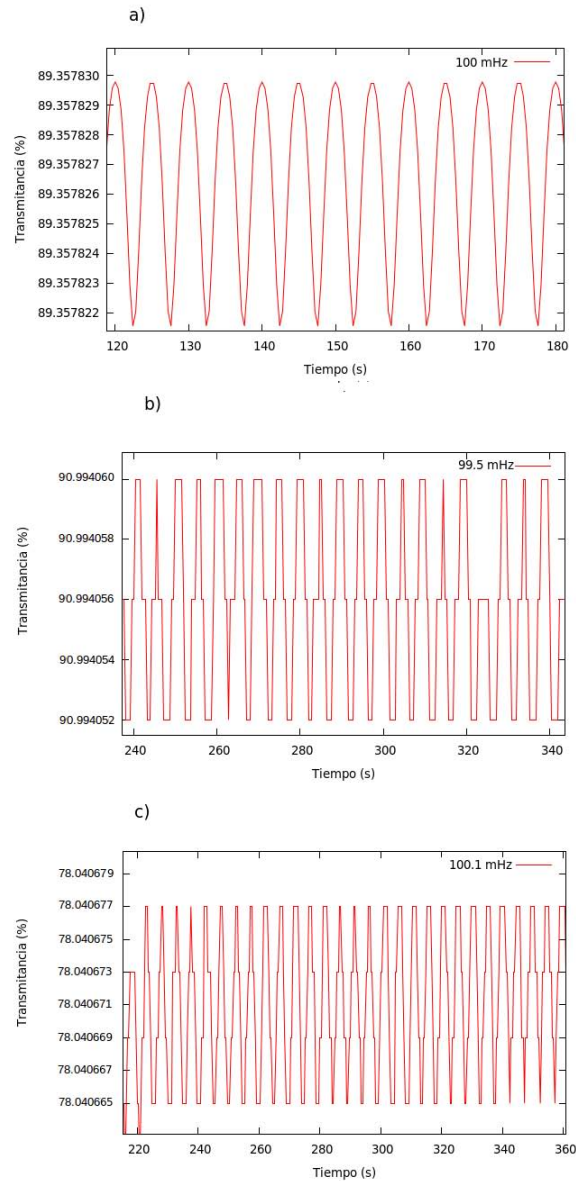 a)
100 mHz
89.357830
89.357829
89.357828
89.357827
89.357826
89.357825
89.357824
89.357823
89.357822
Transmitancia (%)
120 130 140 150 160 170 180
Tiempo (s)
b)
99.5 mHz
90.994060
90.994058
90.994056
90.994054
90.994052
Transmitancia (%)
240 260 280 300 320 340
Tiempo (s)
c)
100.1 mHz
78.040679
78.040677
78.040675
78.040673
78.040671
78.040669
78.040667
78.040665
Transmitancia (%)
220 240 260 280 300 320 340 360
Tiempo (s)